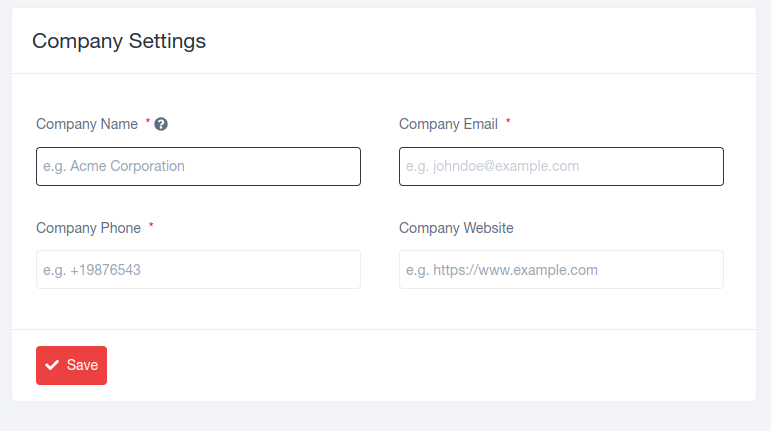 Company Settings
Company Name *
Company Email *
e.g. Acme Corporation
e.g. johndoe@example.com
Company Phone *
Company Website
e.g. +19876543
e.g. https://www.example.com
Save